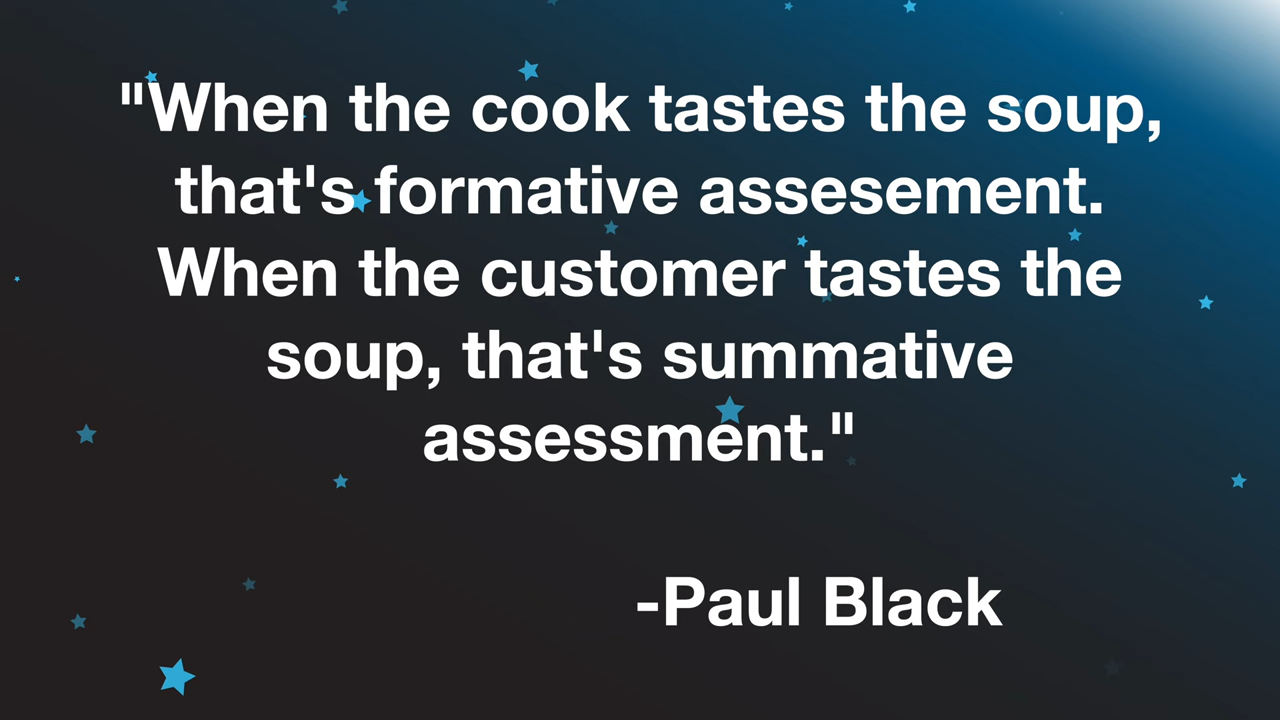 "When the cook tastes the soup,
that's formative assesement.
When the customer tastes the
soup, that's summative
assessment."
-Paul Black